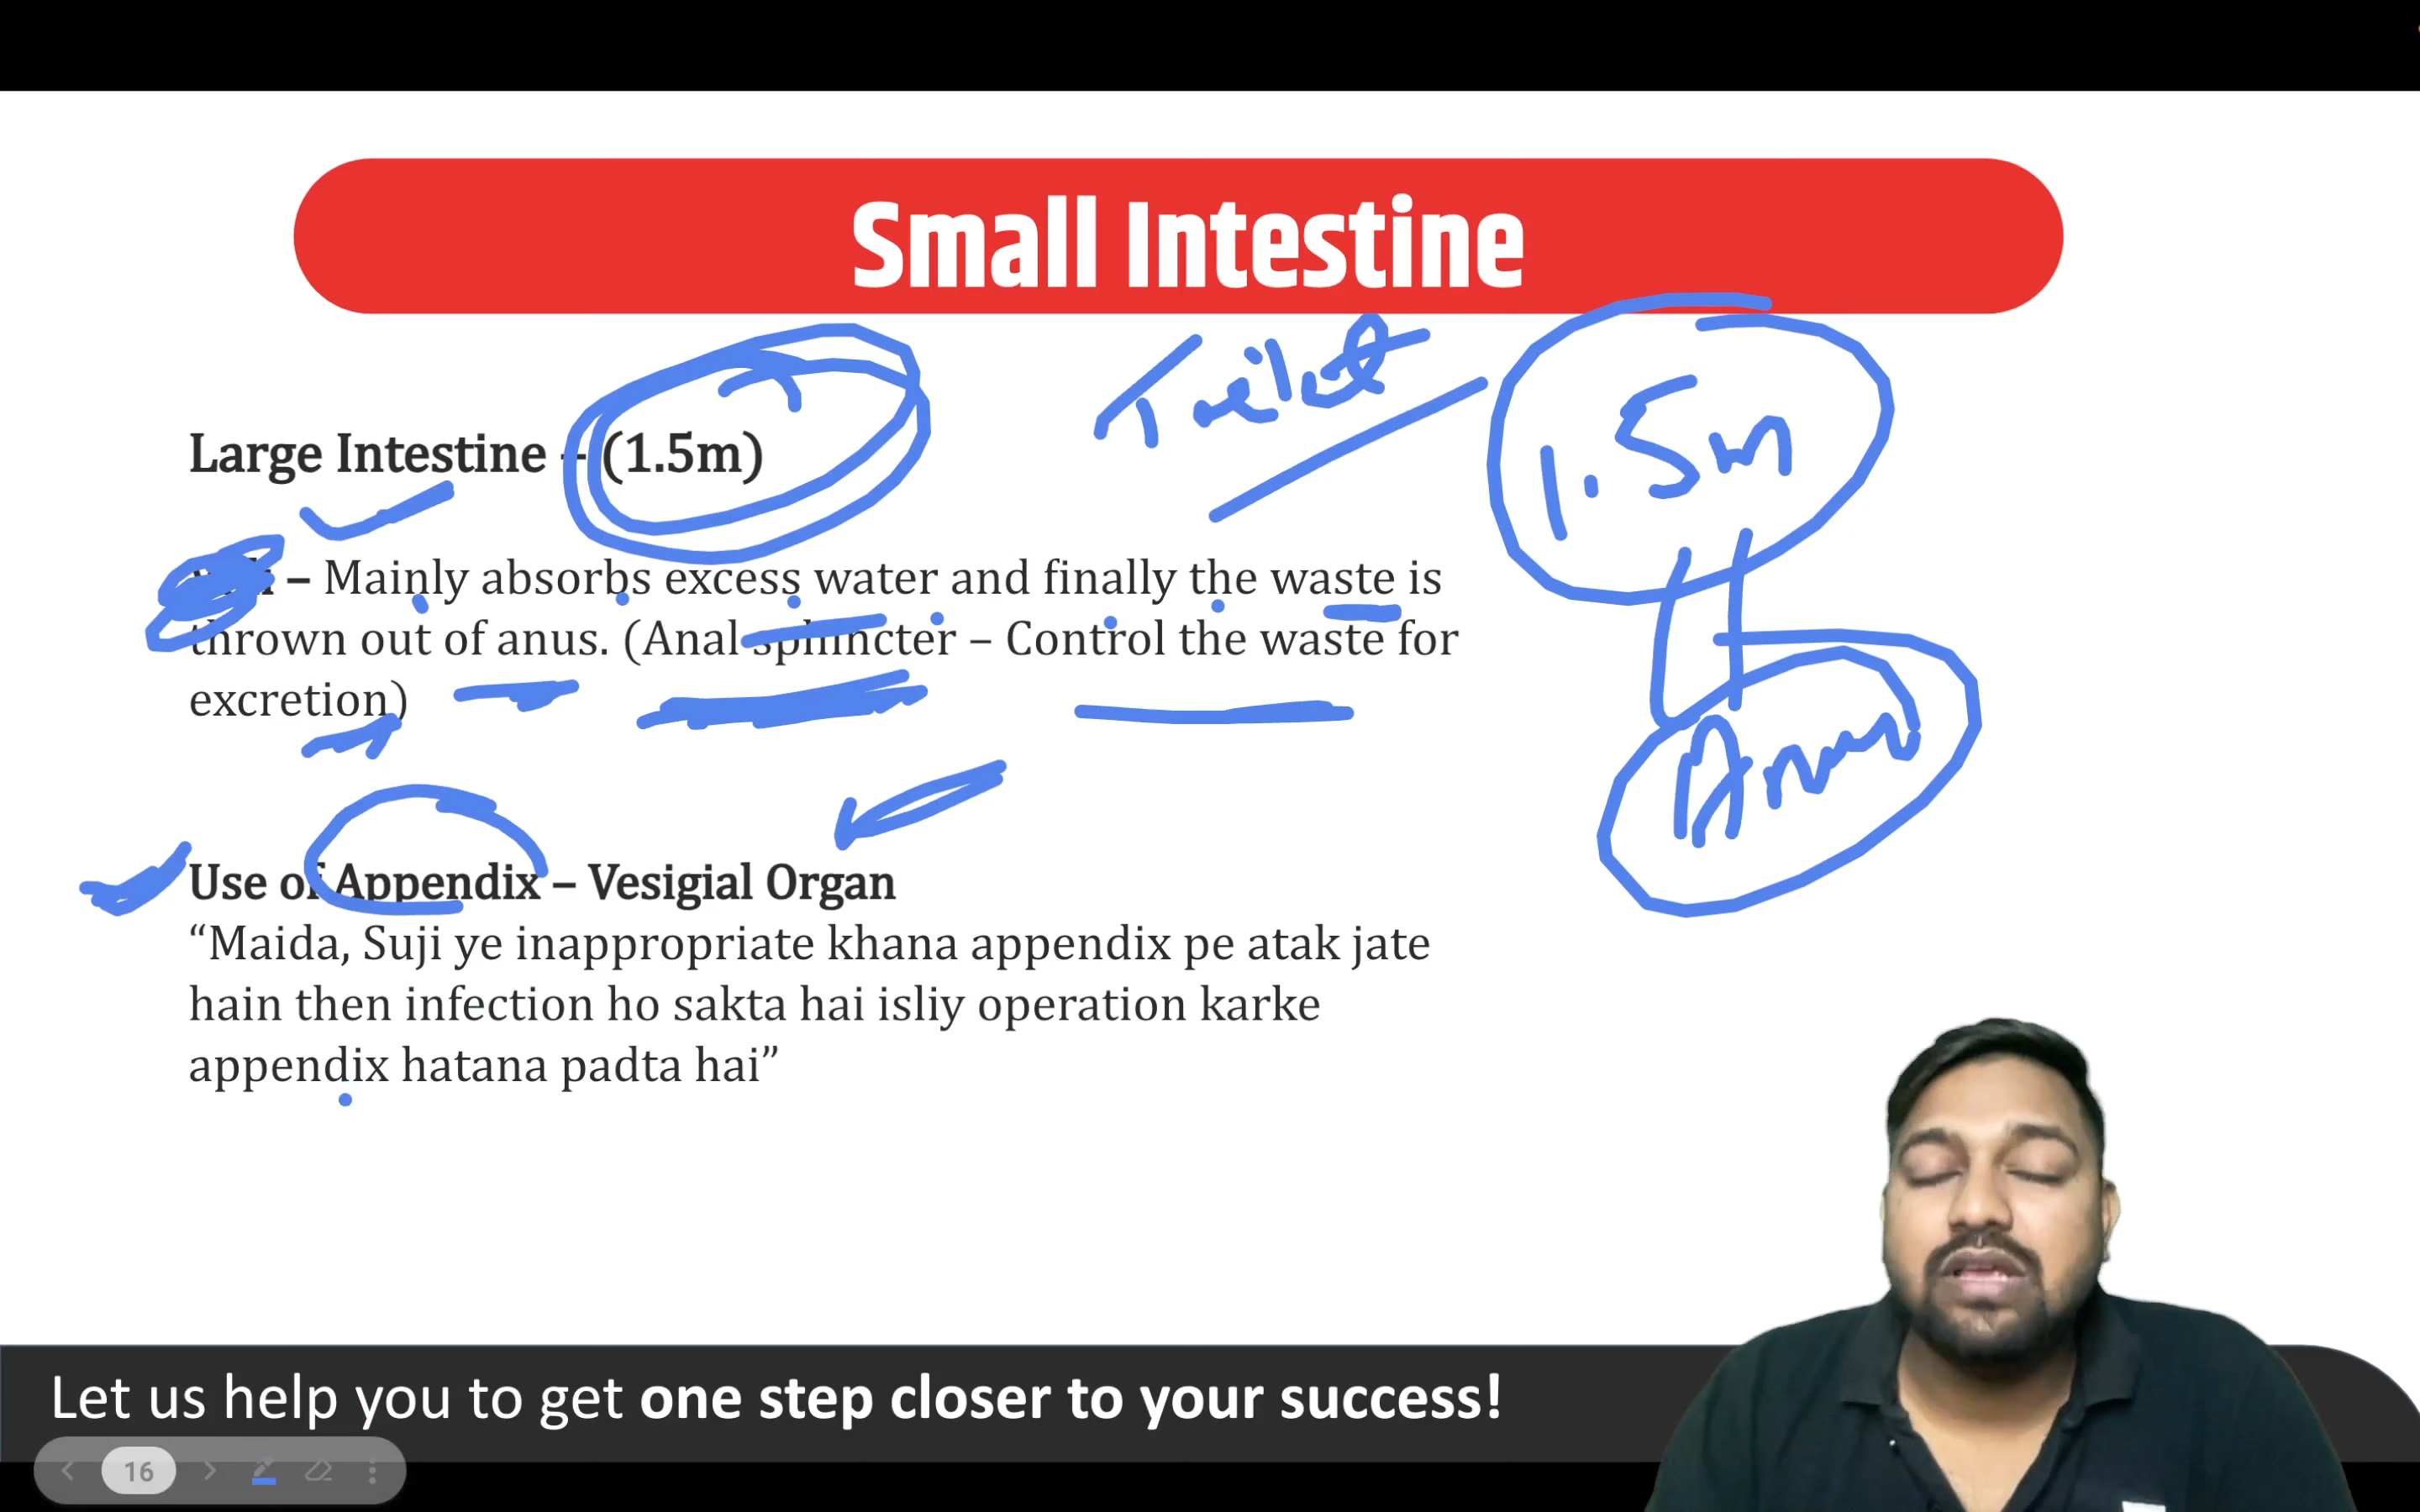 Small Intestine
Toilet
1.5m
Large Intestine – (1.5m)
– Mainly absorbs excess water and finally the waste is
thrown out of anus. (Anal sphincter – Control the waste for
excretion)
Anus
Use of Appendix – Vesigial Organ
“Maida, Suji ye inappropriate khana appendix pe atak jate
hain then infection ho sakta hai isliy operation karke
appendix hatana padta hai”
Let us help you to get one step closer to your success!
16